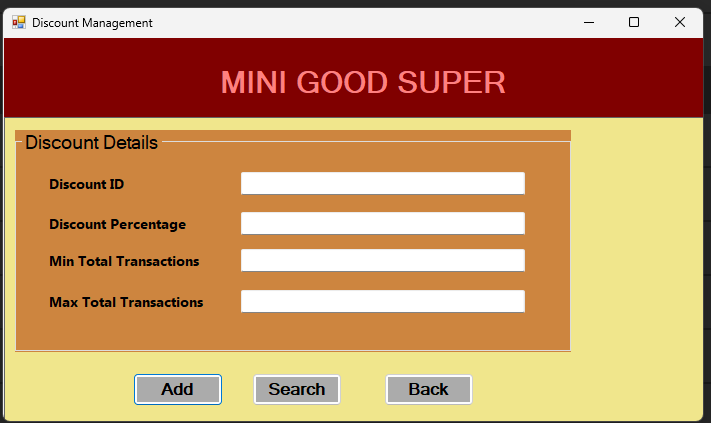 Discount Management
MINI GOOD SUPER
Discount Details
Discount ID
Discount Percentage
Min Total Transactions
Max Total Transactions
Add Search Back